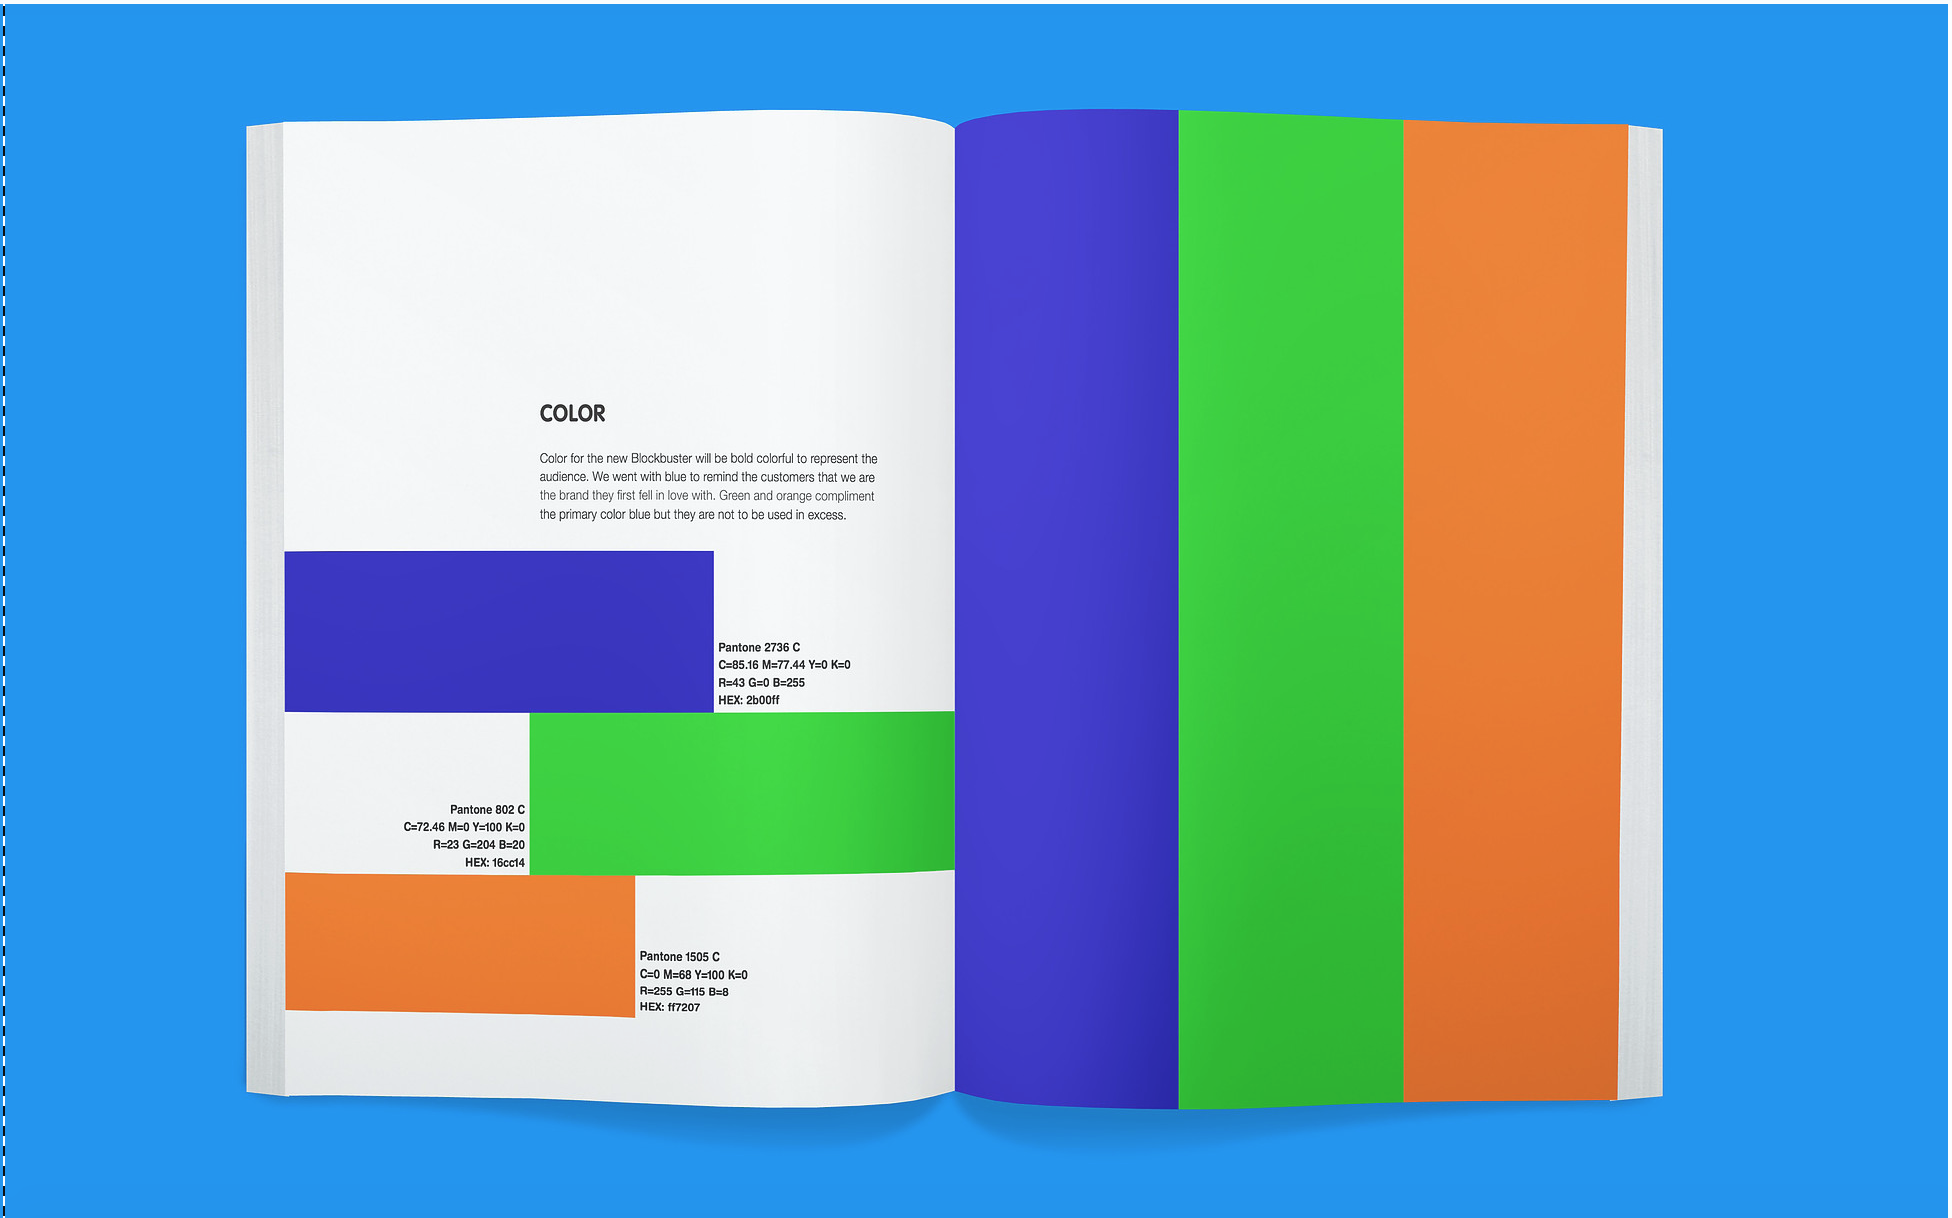 COLOR
Color for the new Blockbuster will be bold colorful to represent the
audience. We went with blue to remind the customers that we are
the brand they first fell in love with. Green and orange compliment
the primary color blue but they are not to be used in excess.
Pantone 2736 C
C=85.16 M=77.44 Y=0 K=0
R=43 G=0 B=255
HEX: 2b00ff
Pantone 802 C
C=72.46 M=0 Y=100 K=0
R=23 G=204 B=20
HEX: 16cc14
Pantone 1505 C
C=0 M=68 Y=100 K=0
R=255 G=115 B=8
HEX: ff7207